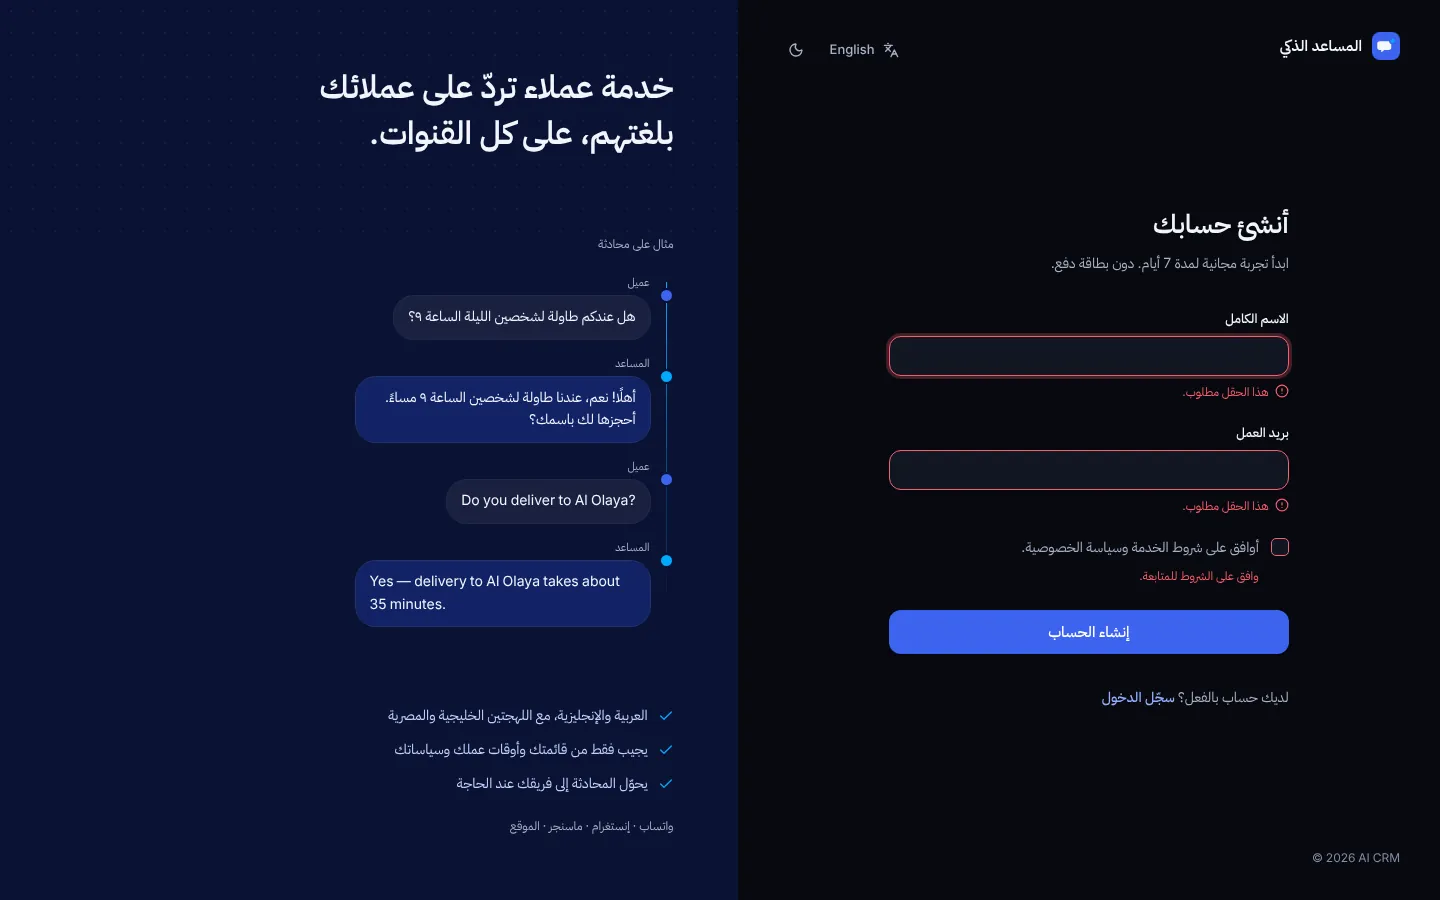 المساعد الذكي
English
أنشئ حسابك
ابدأ تجربة مجانية لمدة 7 أيام. دون بطاقة دفع.
الاسم الكامل
هذا الحقل مطلوب.
بريد العمل
هذا الحقل مطلوب.
أوافق على شروط الخدمة وسياسة الخصوصية.
وافق على الشروط للمتابعة.
إنشاء الحساب
لديك حساب بالفعل؟ سجّل الدخول
© 2026 AI CRM
خدمة عملاء تردّ على عملائك
بلغتهم، على كل القنوات.
مثال على محادثة
عميل
هل عندكم طاولة لشخصين الليلة الساعة ٩؟
المساعد
أهلًا! نعم، عندنا طاولة لشخصين الساعة ٩ مساءً.
أحجزها لك باسمك؟
عميل
Do you deliver to Al Olaya?
المساعد
Yes — delivery to Al Olaya takes about
35 minutes.
العربية والإنجليزية، مع اللهجتين الخليجية والمصرية
يجيب فقط من قائمتك وأوقات عملك وسياساتك
يحوّل المحادثة إلى فريقك عند الحاجة
واتساب · إنستغرام · ماسنجر · الموقع